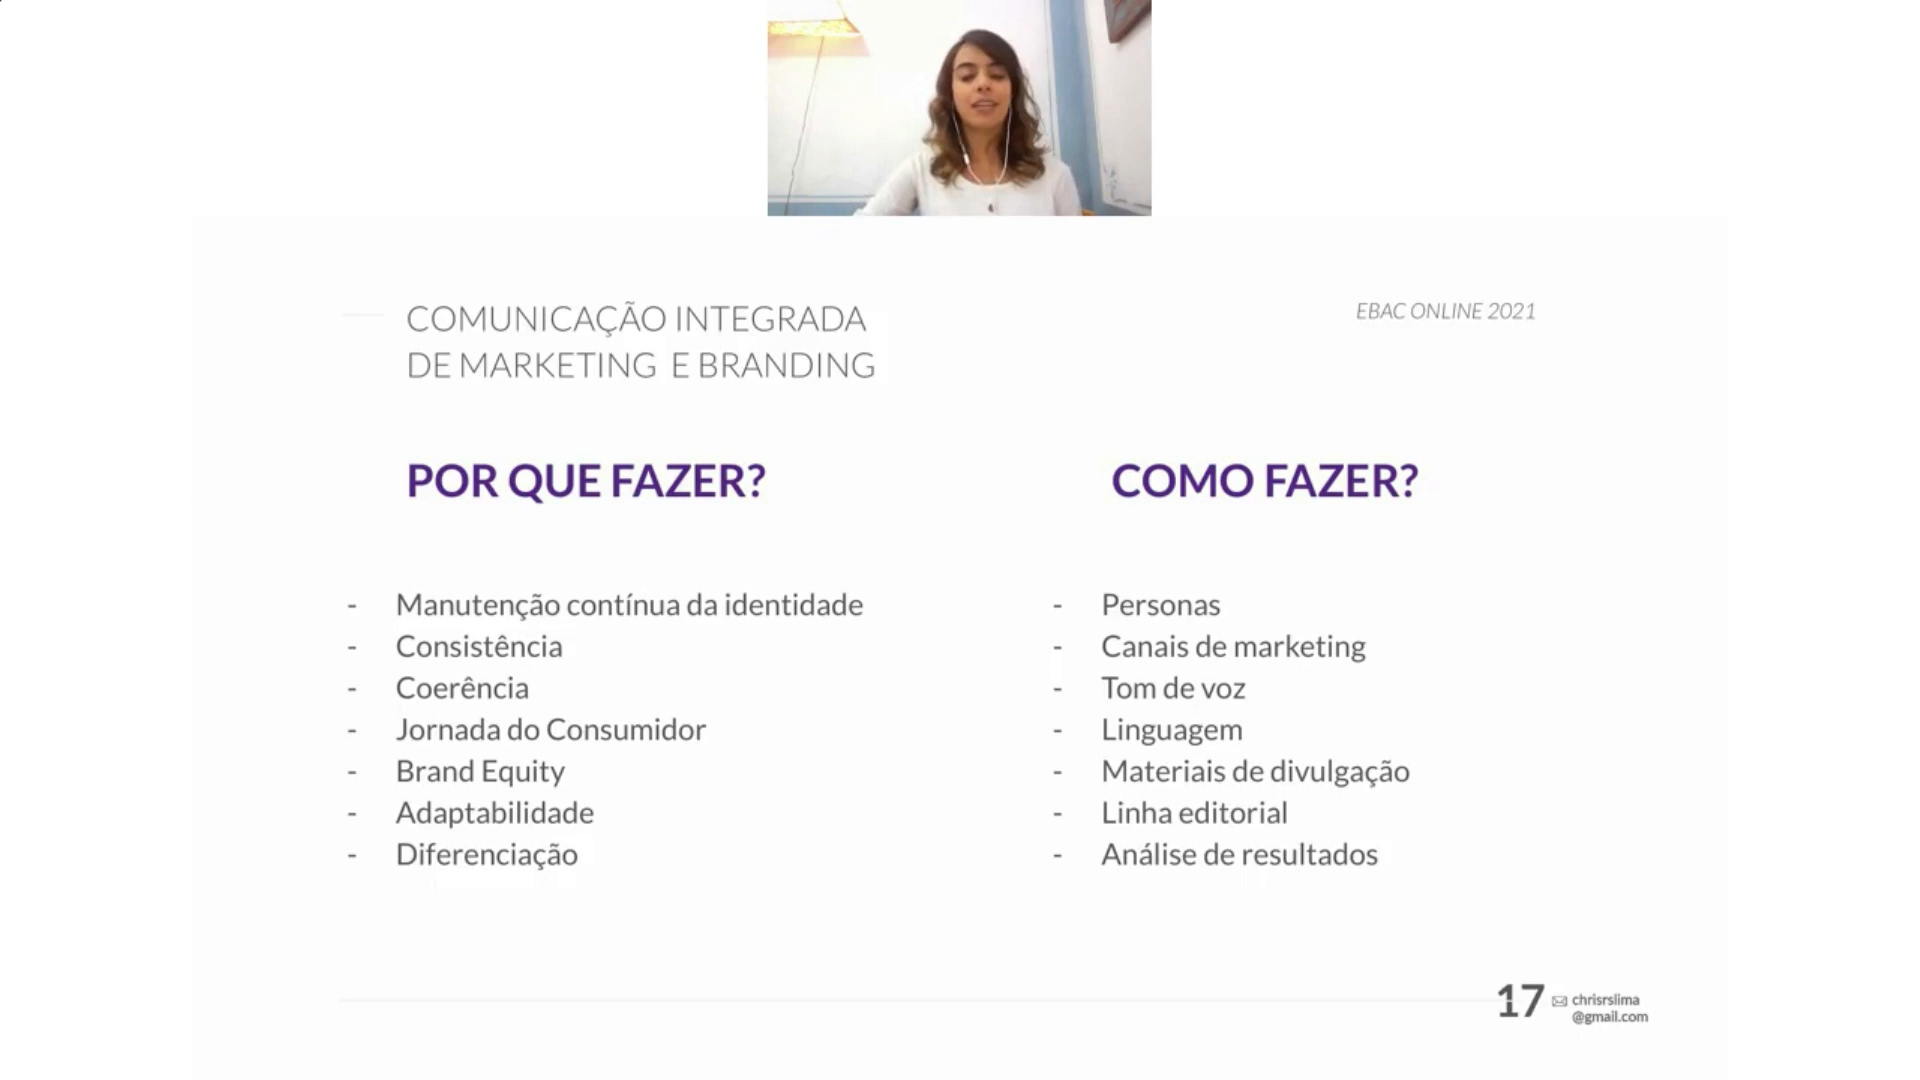 COMUNICAÇÃO INTEGRADA
DE MARKETING E BRANDING
EBAC ONLINE 2021
POR QUE FAZER?
- Manutenção contínua da identidade
- Consistência
- Coerência
- Jornada do Consumidor
- Brand Equity
- Adaptabilidade
- Diferenciação
COMO FAZER?
- Personas
- Canais de marketing
- Tom de voz
- Linguagem
- Materiais de divulgação
- Linha editorial
- Análise de resultados
17
chrisrslima
@gmail.com